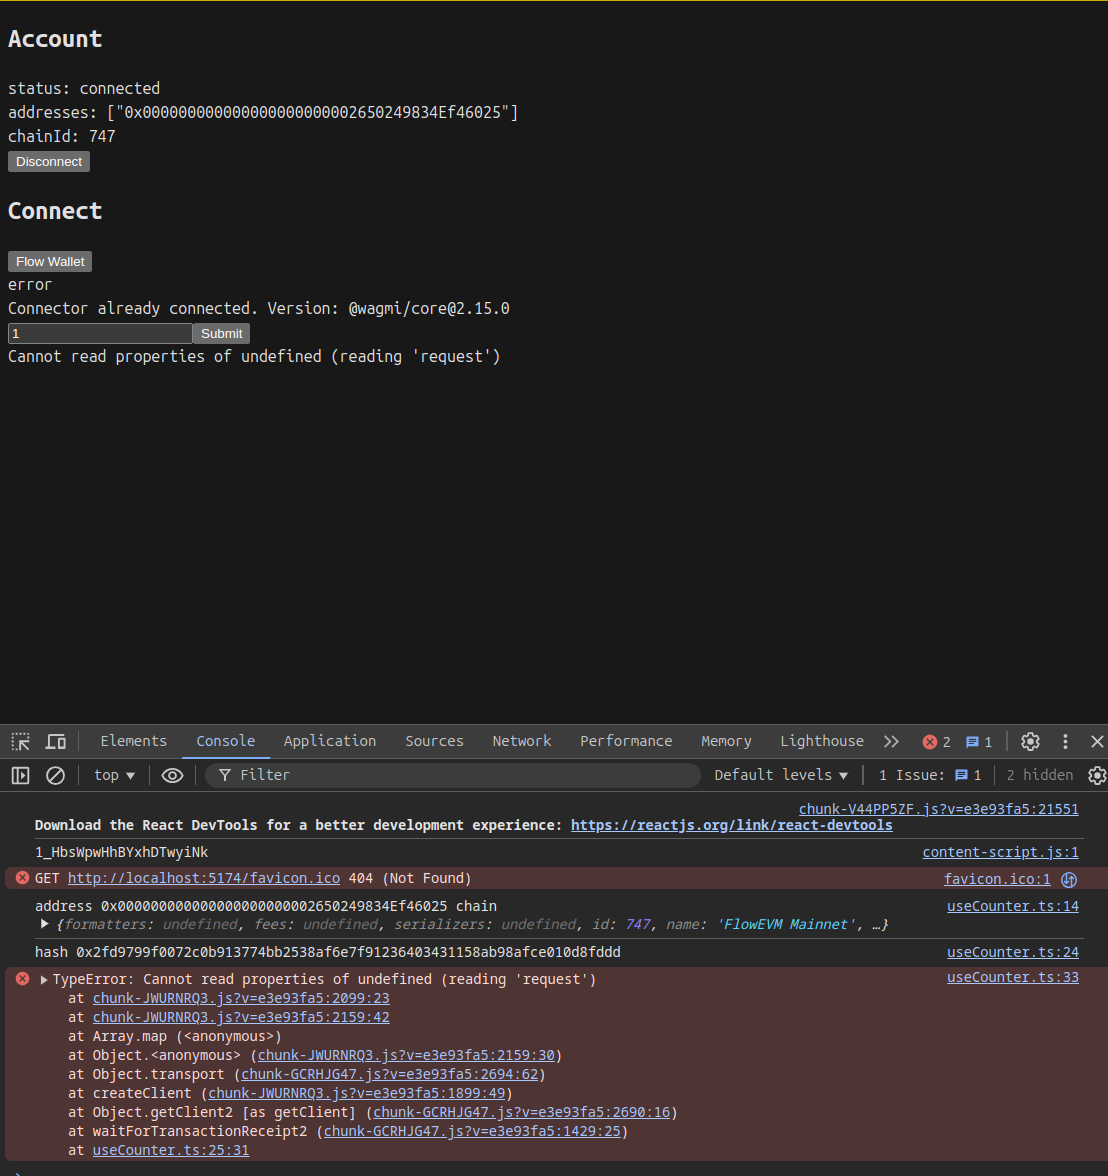 Account
status: connected
addresses: ["0x0000000000000000000000002650249834Ef46025"]
chainId: 747
Disconnect
Connect
Flow Wallet
error
Connector already connected. Version: @wagmi/core@2.15.0
1 Submit
Cannot read properties of undefined (reading 'request')
Elements Console Application Sources Network Performance Memory Lighthouse 2 1
top Filter Default levels 1 Issue: 1 2 hidden
chunk-V44PP5ZF.js?v=e3e93fa5:21551
Download the React DevTools for a better development experience: https://reactjs.org/link/react-devtools
1_HbsWpwHhBYxhDTwyiNk content-script.js:1
GET http://localhost:5174/favicon.ico 404 (Not Found) favicon.ico:1
address 0x0000000000000000000000002650249834Ef46025 chain useCounter.ts:14
{formatters: undefined, fees: undefined, serializers: undefined, id: 747, name: 'FlowEVM Mainnet', …}
hash 0x2fd9799f0072c0b913774bb2538af6e7f91236403431158ab98afce010d8fddd useCounter.ts:24
TypeError: Cannot read properties of undefined (reading 'request') useCounter.ts:33
at chunk-JWURNRQ3.js?v=e3e93fa5:2099:23
at chunk-JWURNRQ3.js?v=e3e93fa5:2159:42
at Array.map (<anonymous>)
at Object.<anonymous> (chunk-JWURNRQ3.js?v=e3e93fa5:2159:30)
at Object.transport (chunk-GCRHJG47.js?v=e3e93fa5:2694:62)
at createClient (chunk-JWURNRQ3.js?v=e3e93fa5:1899:49)
at Object.getClient2 [as getClient] (chunk-GCRHJG47.js?v=e3e93fa5:2690:16)
at waitForTransactionReceipt2 (chunk-GCRHJG47.js?v=e3e93fa5:1429:25)
at useCounter.ts:25:31